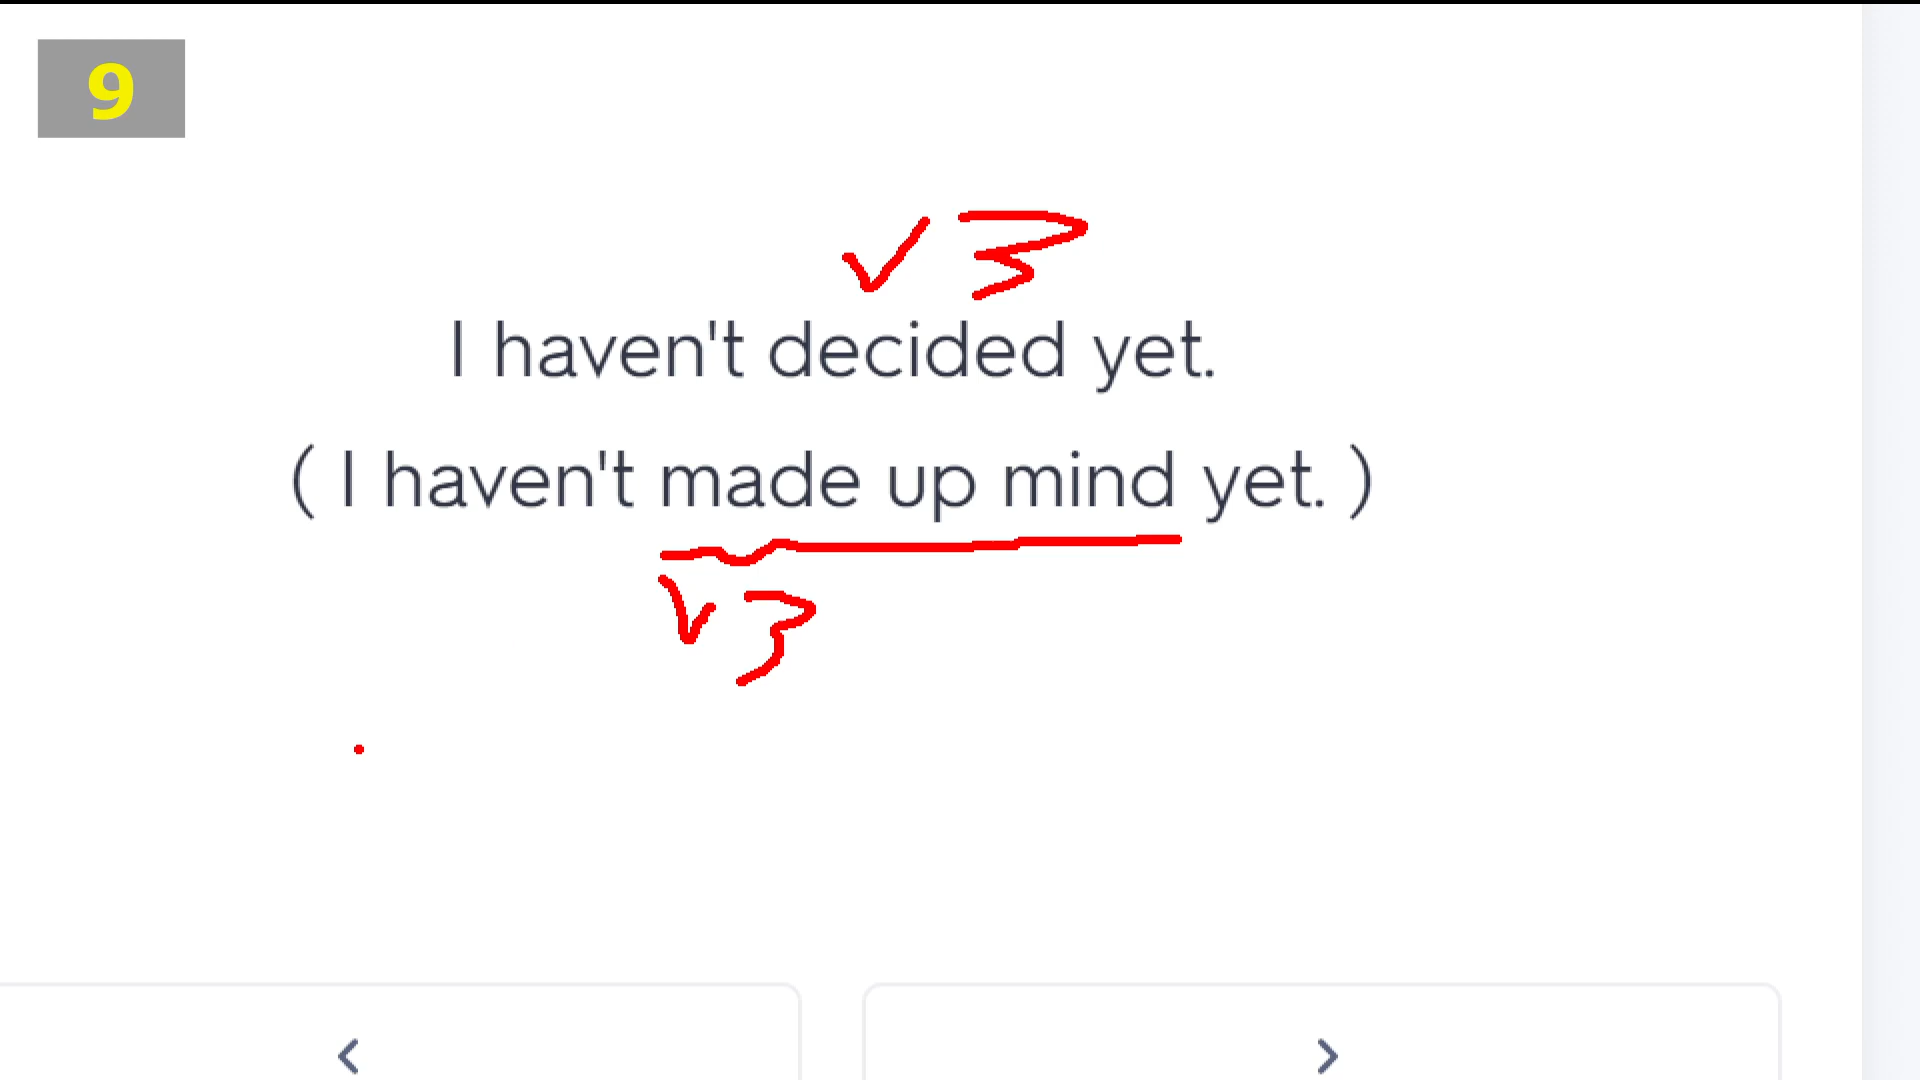 9
V3
I haven't decided yet.
( I haven't made up mind yet. )
V3